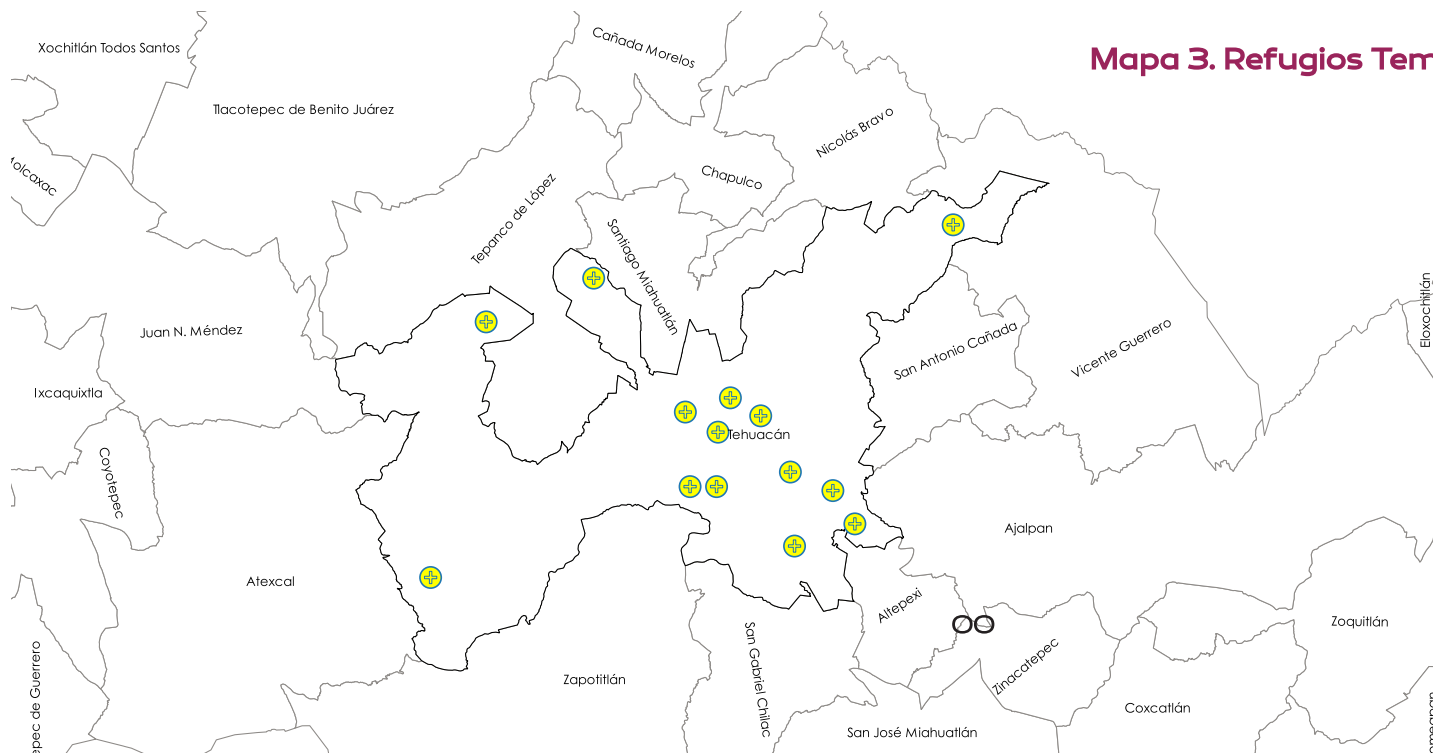 Xochitlán Todos Santos
Cañada Morelos
Mapa 3. Refugios Tem
Tlacotepec de Benito Juárez
Nicolás Bravo
Chapulco
Molcaxac
Tepanco de López
Santiago Miahuatlán
Eloxochitlán
Juan N. Méndez
San Antonio Cañada
Vicente Guerrero
Ixcaquixtla
Tehuacán
Coyotepec
Ajalpan
Atexcal
Altepexi
Zoquitlán
San Gabriel Chilac
Zinacatepec
Zapotitlán
epec de Guerrero
Coxcatlán
San José Miahuatlán